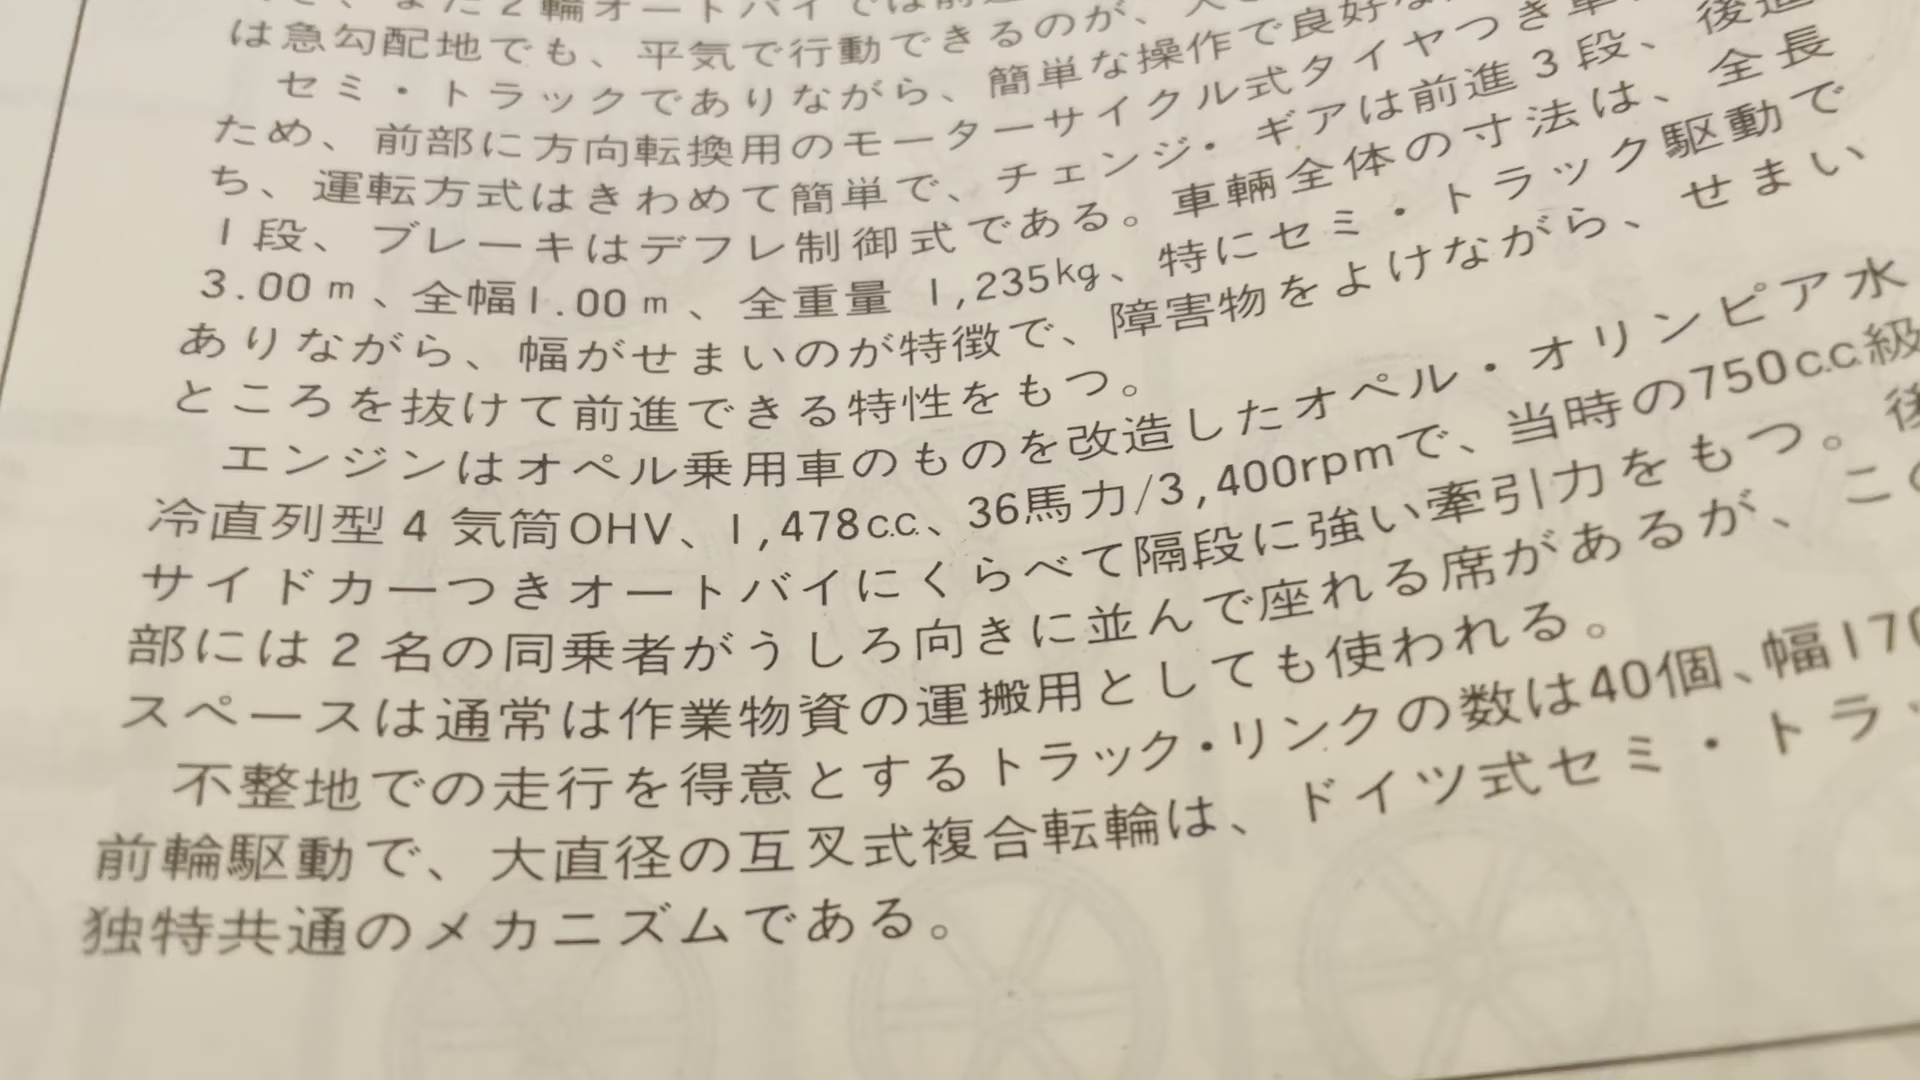 また2輪オートバイでは前進
は急勾配地でも、平気で行動できるのが、
セミ・トラックでありながら、簡単な操作で良好な
ため、前部に方向転換用のモーターサイクル式タイヤつき車
ち、運転方式はきわめて簡単で、チェンジ・ギアは前進3段、後進
1段、ブレーキはデフレ制御式である。車輛全体の寸法は、全長
3.00m、全幅1.00m、全重量 1,235kg、特にセミ・トラック駆動で
ありながら、幅がせまいのが特徴で、障害物をよけながら、せまい
ところを抜けて前進できる特性をもつ。
エンジンはオペル乗用車のものを改造したオペル・オリンピア水
冷直列型4気筒OHV、1,478c.c.、36馬力/3,400rpmで、当時の750c.c.級
サイドカーつきオートバイにくらべて隔段に強い牽引力をもつ。後
部には2名の同乗者がうしろ向きに並んで座れる席があるが、この
スペースは通常は作業物資の運搬用としても使われる。
不整地での走行を得意とするトラック・リンクの数は40個、幅170
前輪駆動で、大直径の互叉式複合転輪は、ドイツ式セミ・トラッ
独特共通のメカニズムである。